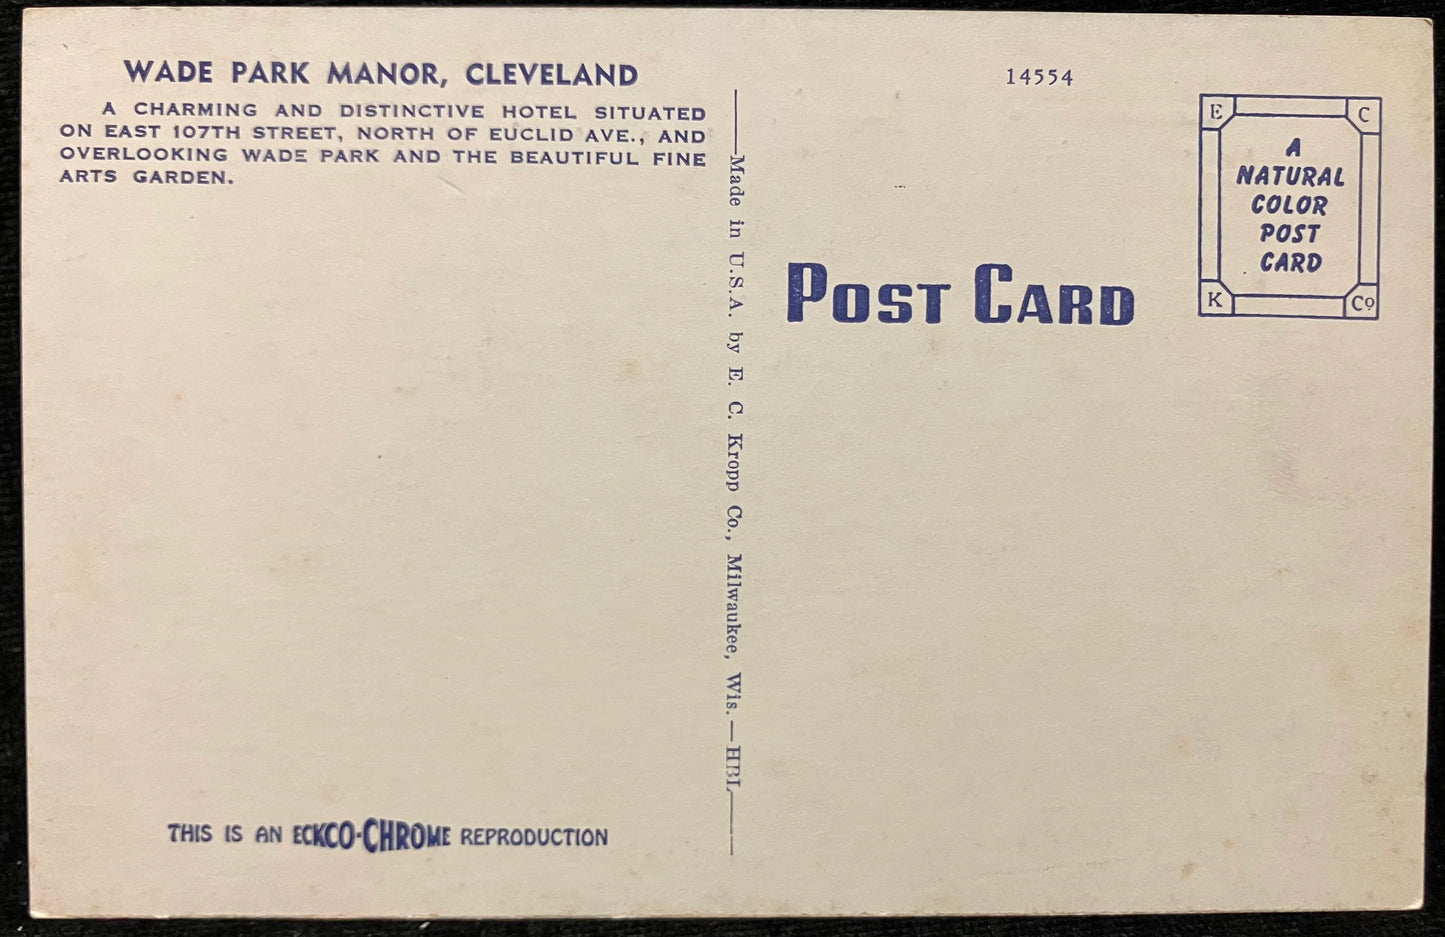 WADE PARK MANOR, CLEVELAND
A CHARMING AND DISTINCTIVE HOTEL SITUATED
ON EAST 107TH STREET, NORTH OF EUCLID AVE., AND
OVERLOOKING WADE PARK AND THE BEAUTIFUL FINE
ARTS GARDEN.
THIS IS AN ECKCO-CHROME REPRODUCTION
Made in U.S.A. by E. C. Kropp Co., Milwaukee, Wis.—HBL
14554
POST CARD
E C
A
NATURAL
COLOR
POST
CARD
K Co